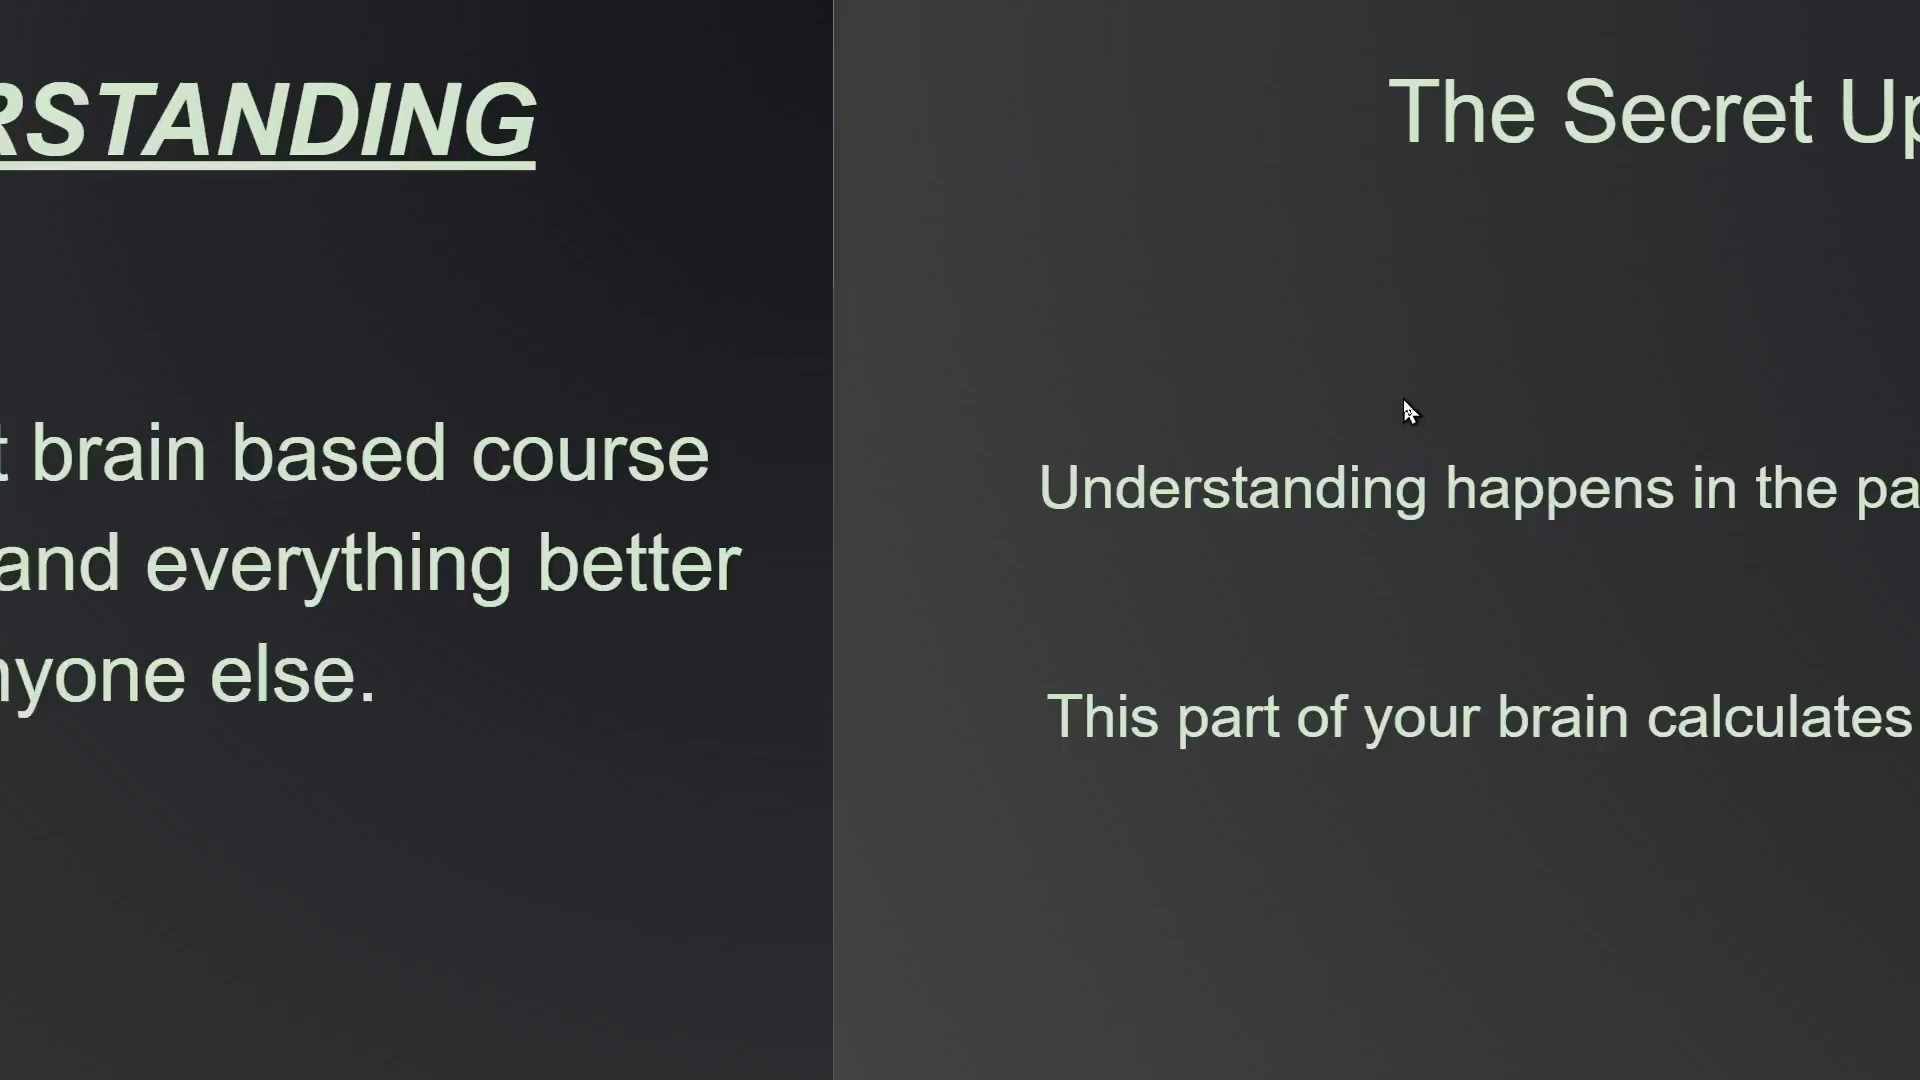 RSTANDING
brain based course
and everything better
nyone else.
The Secret Up
Understanding happens in the pa
This part of your brain calculates